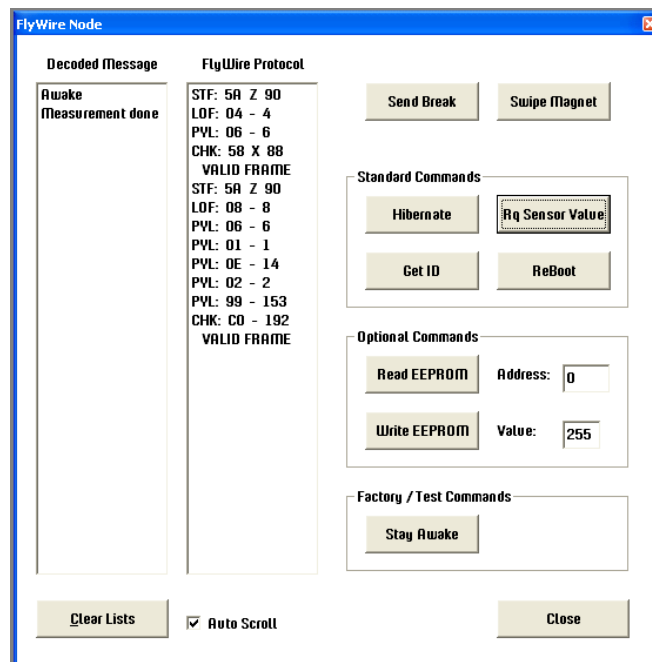 FlyWire Node
Decoded Message
Awake
Measurement done
FlyWire Protocol
STF: 5A Z 90
LOF: 04 - 4
PYL: 06 - 6
CHK: 58 X 88
VALID FRAME
STF: 5A Z 90
LOF: 08 - 8
PYL: 06 - 6
PYL: 01 - 1
PYL: 0E - 14
PYL: 02 - 2
PYL: 99 - 153
CHK: C0 - 192
VALID FRAME
Send Break
Swipe Magnet
Standard Commands
Hibernate
Rq Sensor Value
Get ID
ReBoot
Optional Commands
Read EEPROM
Address:
0
Write EEPROM
Value:
255
Factory / Test Commands
Stay Awake
Clear Lists
Auto Scroll
Close